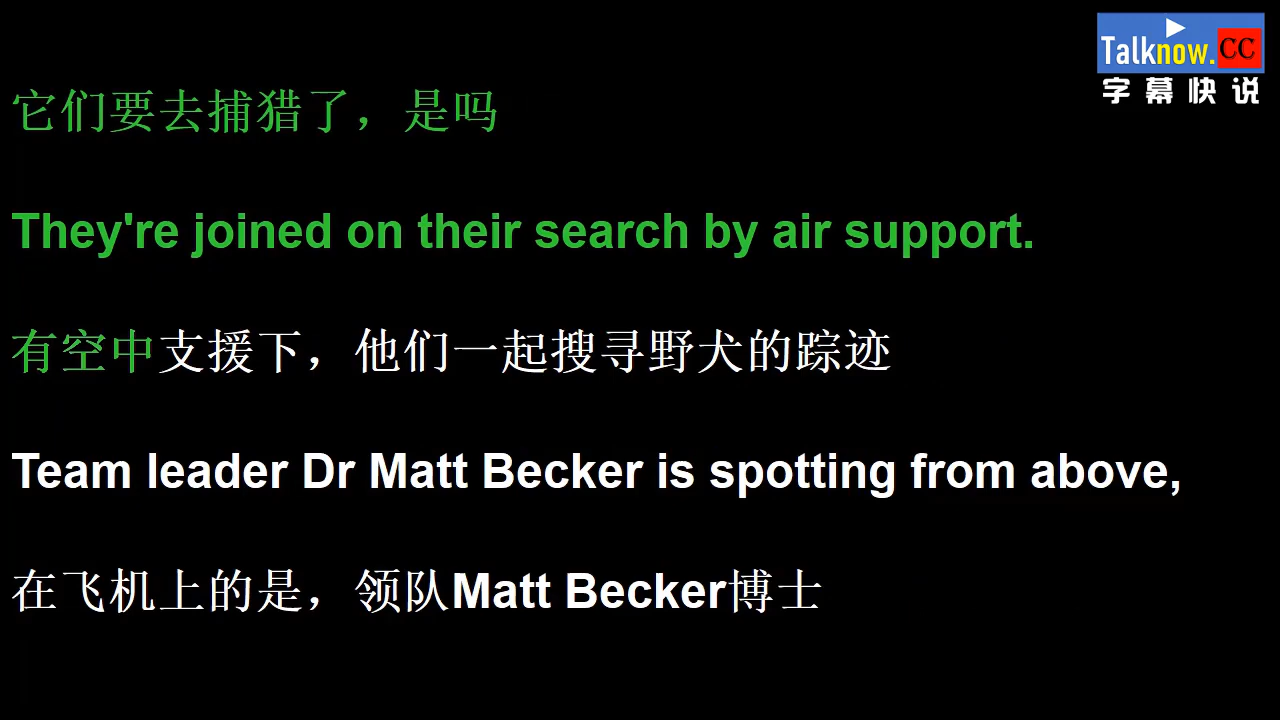 Talknow.CC
字幕快说
它们要去捕猎了，是吗
They're joined on their search by air support.
有空中支援下，他们一起搜寻野犬的踪迹
Team leader Dr Matt Becker is spotting from above,
在飞机上的是，领队Matt Becker博士